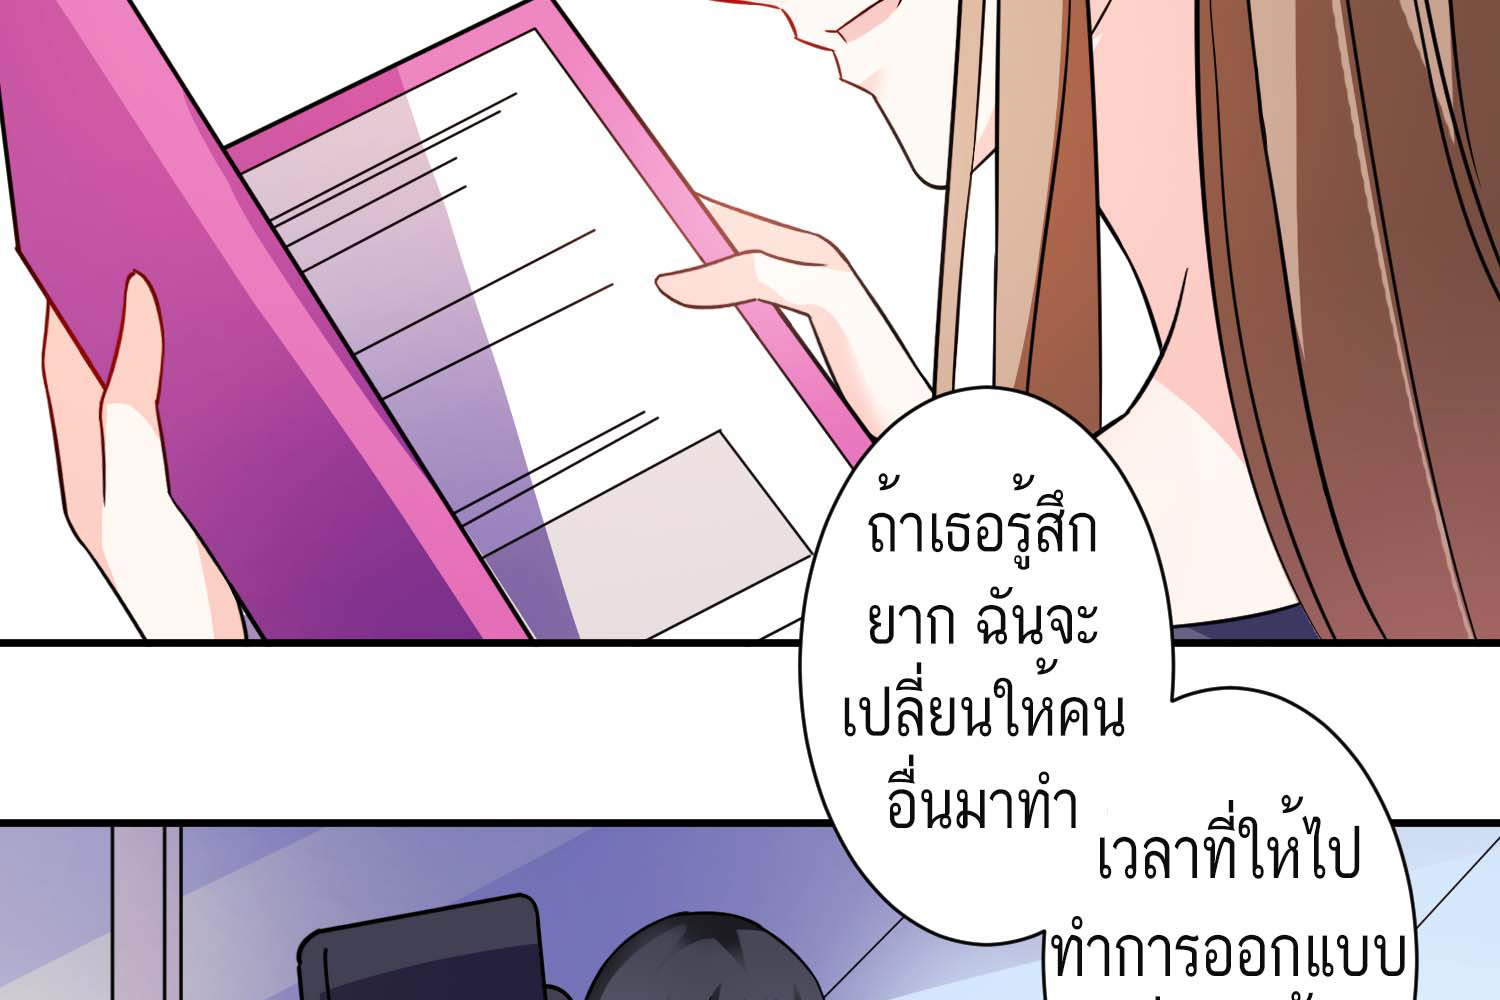 ถ้าเธอรู้สึก
ยาก ฉันจะ
เปลี่ยนให้คน
อื่นมาทำ
เวลาที่ให้ไป
ทำการออกแบบ